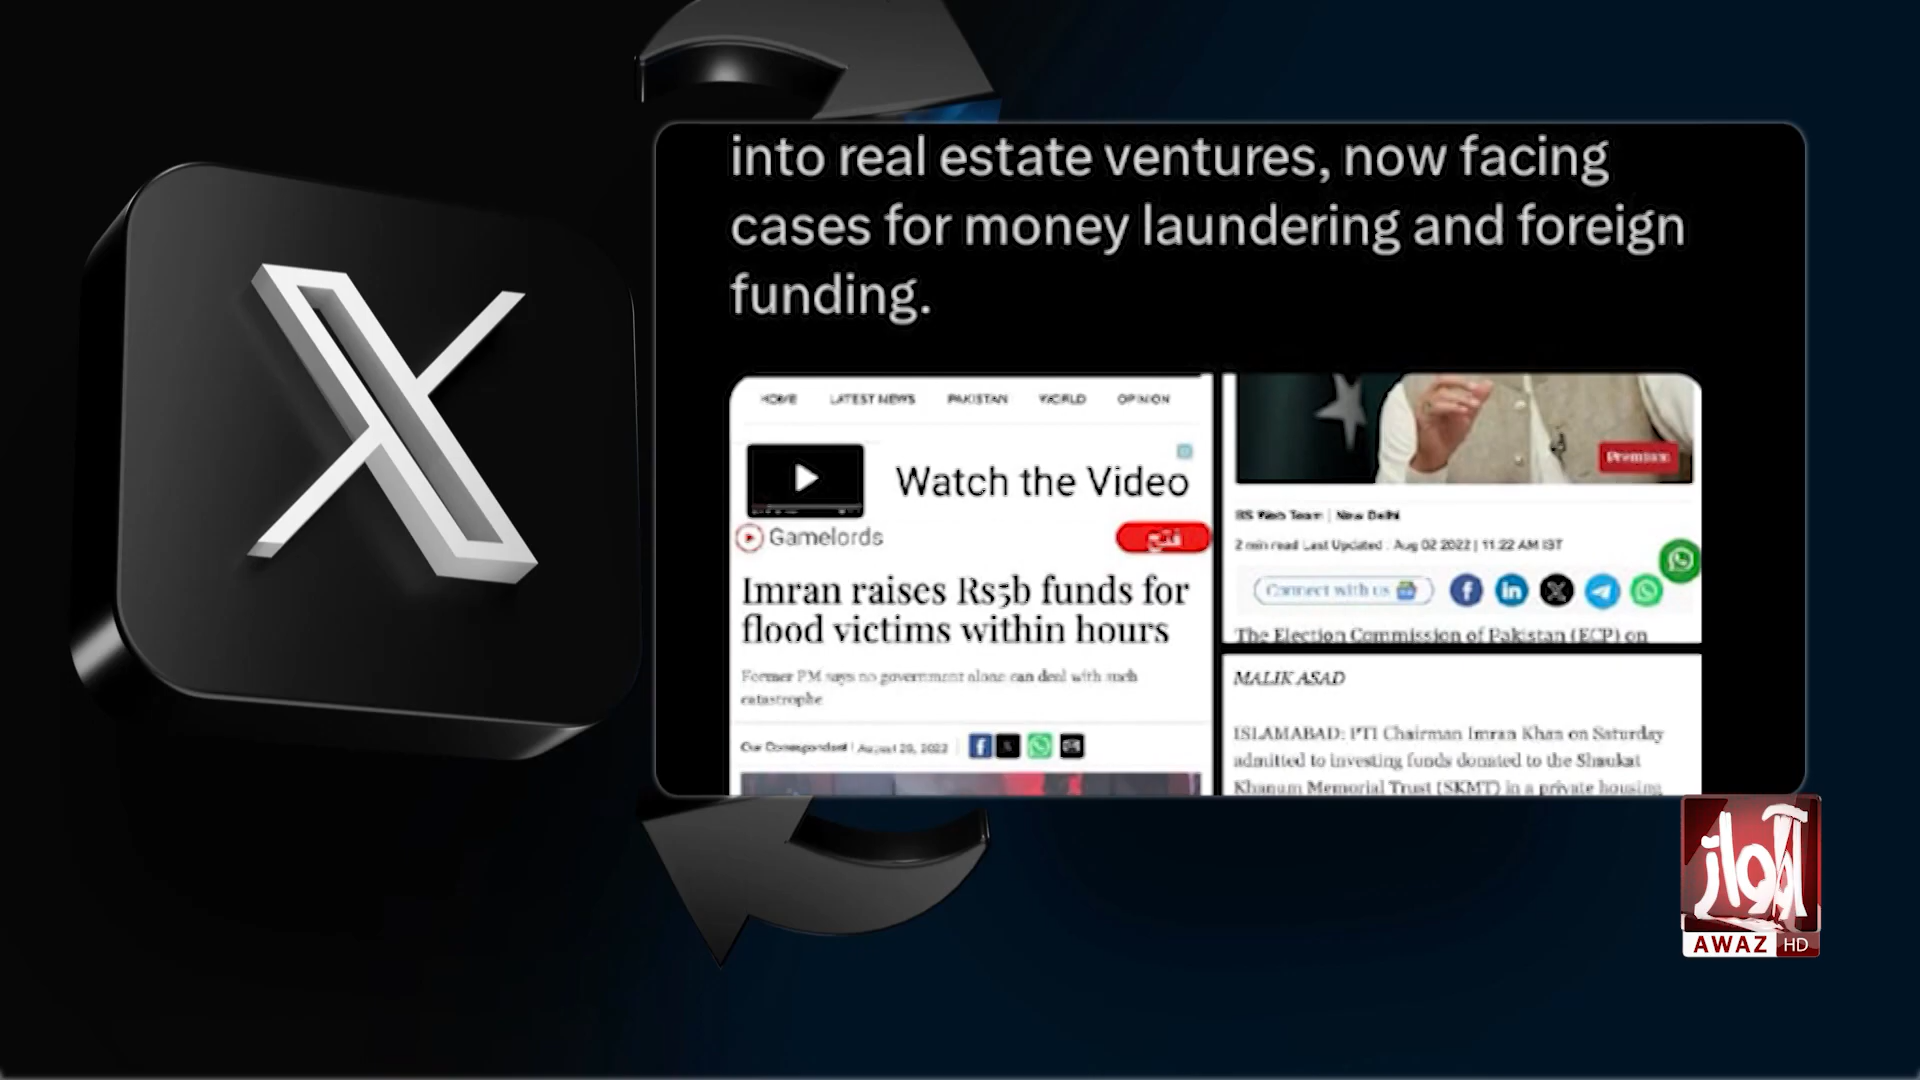 into real estate ventures, now facing
cases for money laundering and foreign
funding.
HOME LATEST NEWS PAKISTAN WORLD OPINION
Watch the Video
Gamelords
فتح
Imran raises Rs5b funds for
flood victims within hours
Former PM says no government alone can deal with such
catastrophe
Our Correspondent | August 29, 2022
Premium
BS Web Team | New Delhi
2 min read Last Updated : Aug 02 2022 | 11:22 AM IST
Connect with us
The Election Commission of Pakistan (ECP) on
MALIK ASAD
ISLAMABAD: PTI Chairman Imran Khan on Saturday
admitted to investing funds donated to the Shaukat
Khanum Memorial Trust (SKMT) in a private housing
آواز
AWAZ HD